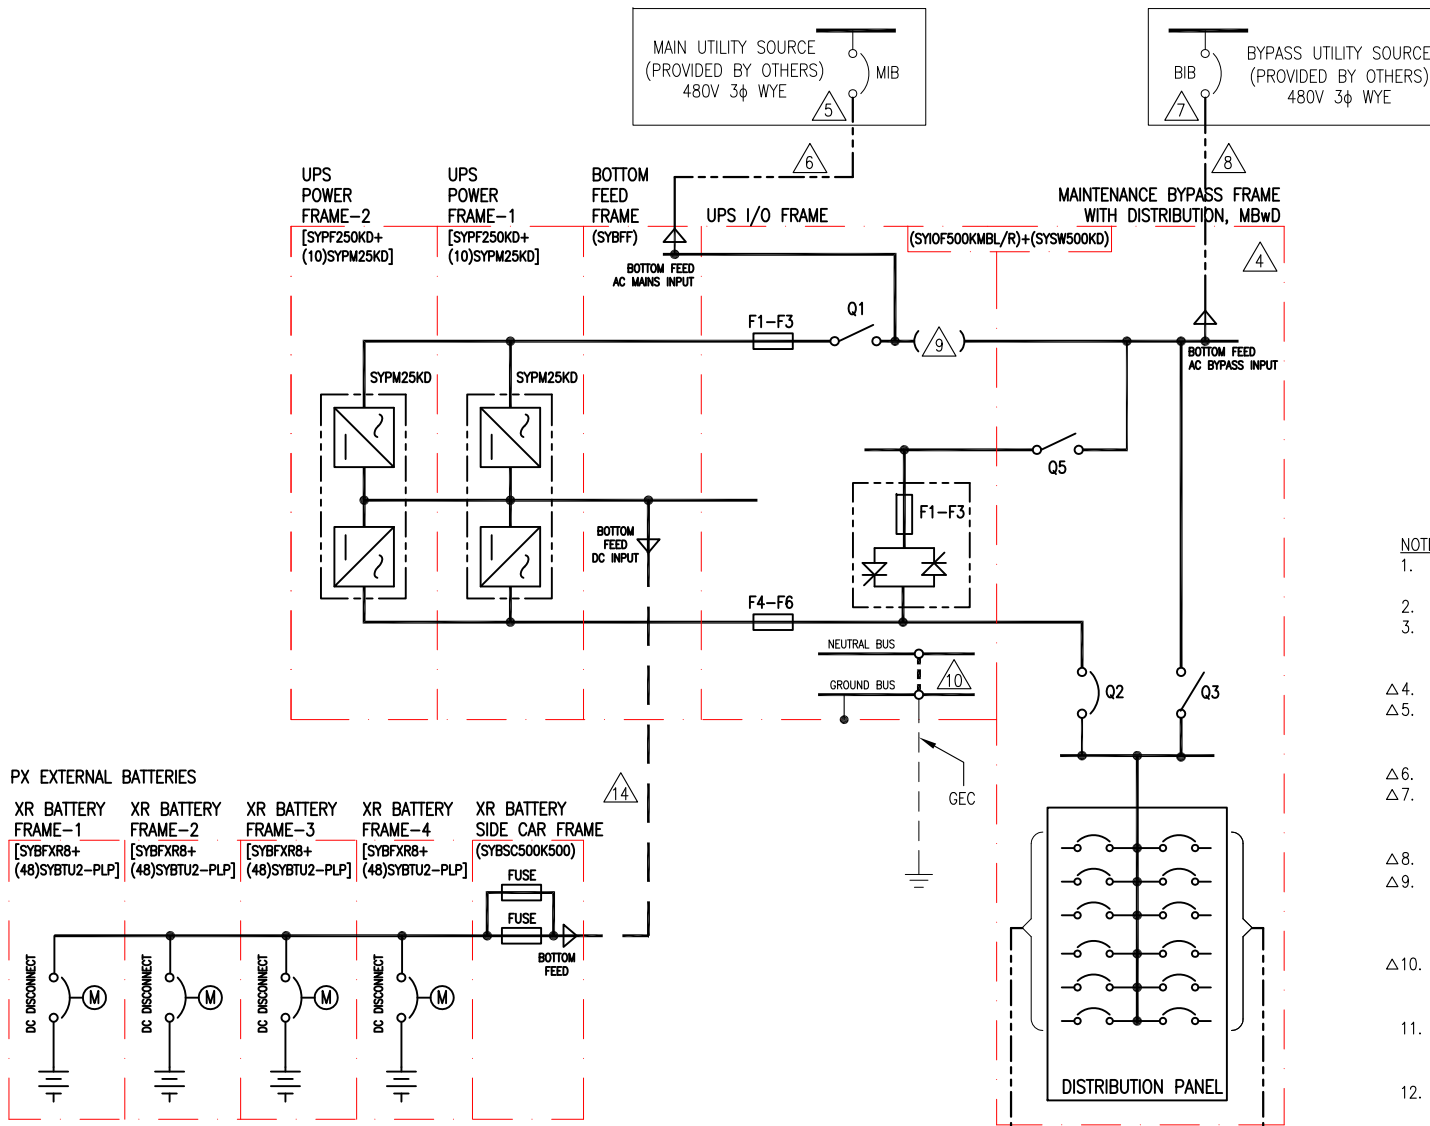 MAIN UTILITY SOURCE
(PROVIDED BY OTHERS)
480V 3ϕ WYE
MIB
5
BYPASS UTILITY SOURCE
(PROVIDED BY OTHERS)
480V 3ϕ WYE
BIB
7
6
8
UPS
POWER
FRAME-2
[SYPF250KD+
(10)SYPM25KD]
UPS
POWER
FRAME-1
[SYPF250KD+
(10)SYPM25KD]
BOTTOM
FEED
FRAME
(SYBFF)
UPS I/O FRAME
MAINTENANCE BYPASS FRAME
WITH DISTRIBUTION, MBwD
(SYIOF500KMBL/R)+(SYSW500KD)
4
BOTTOM FEED
AC MAINS INPUT
F1-F3
Q1
9
BOTTOM FEED
AC BYPASS INPUT
SYPM25KD
SYPM25KD
Q5
F1-F3
BOTTOM
FEED
DC INPUT
F4-F6
NEUTRAL BUS
GROUND BUS
10
Q2
Q3
GEC
NOTE
1.
2.
3.
△4.
△5.
△6.
△7.
△8.
△9.
△10.
11.
12.
PX EXTERNAL BATTERIES
14
XR BATTERY
FRAME-1
[SYBFXR8+
(48)SYBTU2-PLP]
XR BATTERY
FRAME-2
[SYBFXR8+
(48)SYBTU2-PLP]
XR BATTERY
FRAME-3
[SYBFXR8+
(48)SYBTU2-PLP]
XR BATTERY
FRAME-4
[SYBFXR8+
(48)SYBTU2-PLP]
XR BATTERY
SIDE CAR FRAME
(SYBSC500K500)
FUSE
FUSE
BOTTOM
FEED
DC DISCONNECT
M
DC DISCONNECT
M
DC DISCONNECT
M
DC DISCONNECT
M
DISTRIBUTION PANEL